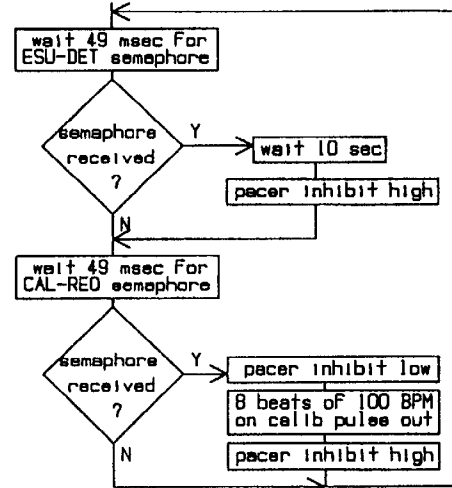 wait 49 msec For
ESU-DET semaphore
semaphore
received
?
Y
wait 10 sec
pacer inhibit high
N
wait 49 msec For
CAL-REQ semaphore
semaphore
received
?
Y
pacer inhibit low
8 beats of 100 BPM
on calib pulse out
pacer inhibit high
N